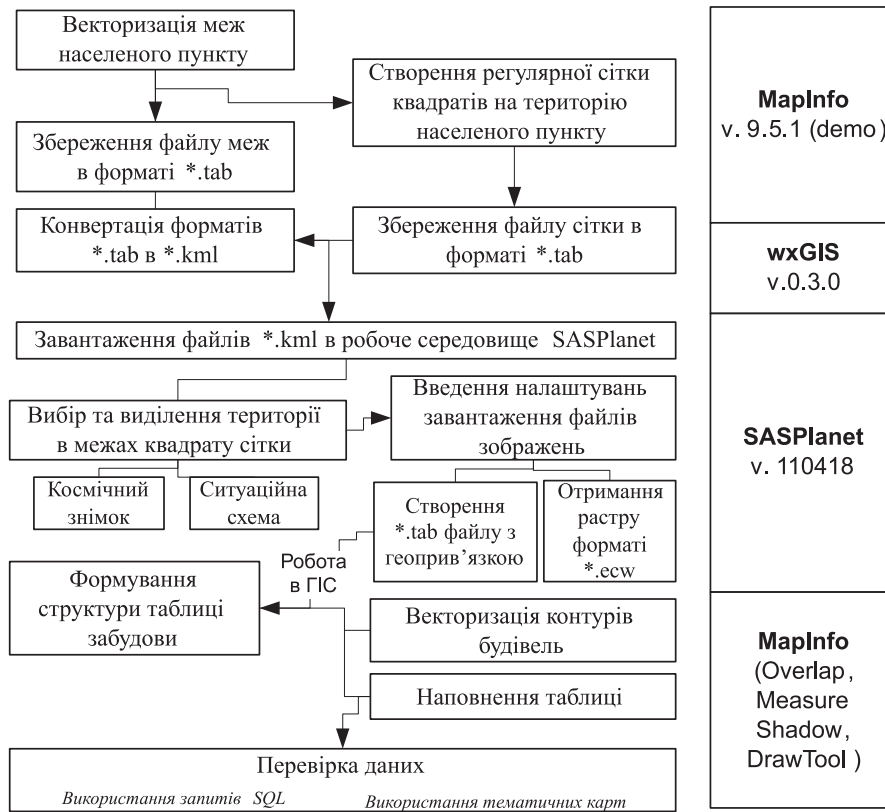 Векторизація меж
населеного пункту
Створення регулярної сітки
квадратів на територію
населеного пункту
Збереження файлу меж
в форматі *.tab
Конвертація форматів
*.tab в *.kml
Збереження файлу сітки в
форматі *.tab
Завантаження файлів *.kml в робоче середовище SASPlanet
Вибір та виділення території
в межах квадрату сітки
Введення налаштувань
завантаження файлів
зображень
Космічний
знімок
Ситуаційна
схема
Створення
*.tab файлу з
геоприв’язкою
Отримання
растру
форматі
*.ecw
Робота
в ГІС
Формування
структури таблиці
забудови
Векторизація контурів
будівель
Наповнення таблиці
Перевірка даних
Використання запитів SQL
Використання тематичних карт
MapInfo
v. 9.5.1 (demo)
wxGIS
v.0.3.0
SASPlanet
v. 110418
MapInfo
(Overlap,
Measure
Shadow,
DrawTool )